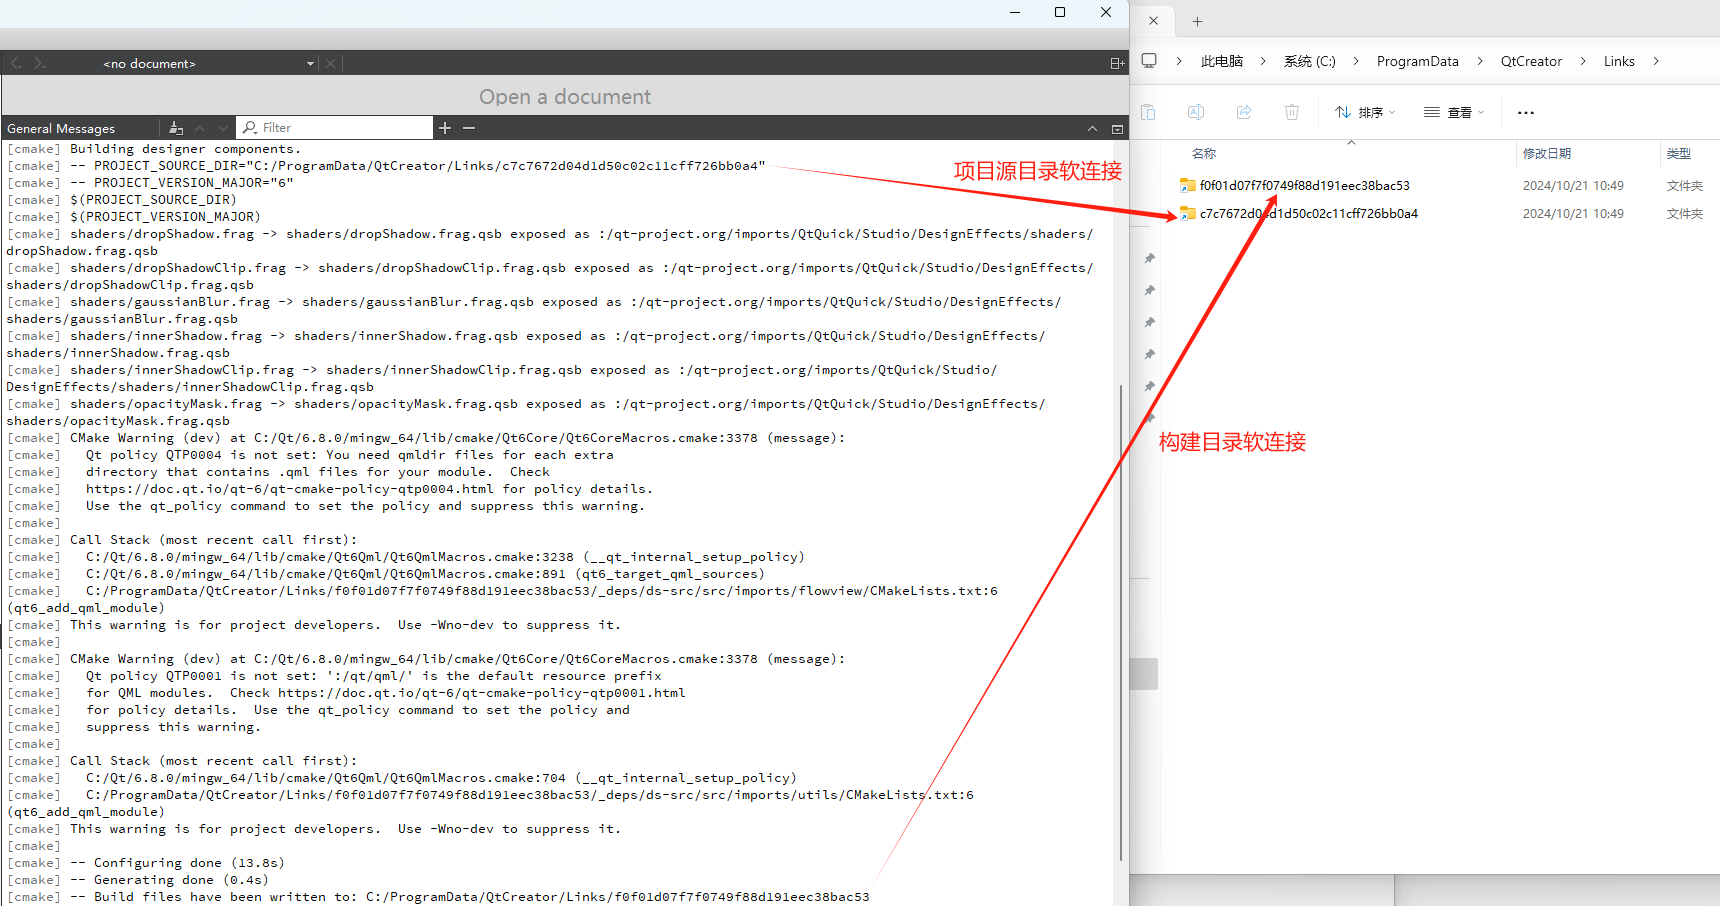 <no document>
Open a document
General Messages
Filter
[cmake] Building designer components.
[cmake] -- PROJECT_SOURCE_DIR="C:/ProgramData/QtCreator/Links/c7c7672d04d1d50c02c11cff726bb0a4"
[cmake] -- PROJECT_VERSION_MAJOR="6"
[cmake] $(PROJECT_SOURCE_DIR)
[cmake] $(PROJECT_VERSION_MAJOR)
[cmake] shaders/dropShadow.frag -> shaders/dropShadow.frag.qsb exposed as :/qt-project.org/imports/QtQuick/Studio/DesignEffects/shaders/
dropShadow.frag.qsb
[cmake] shaders/dropShadowClip.frag -> shaders/dropShadowClip.frag.qsb exposed as :/qt-project.org/imports/QtQuick/Studio/DesignEffects/
shaders/dropShadowClip.frag.qsb
[cmake] shaders/gaussianBlur.frag -> shaders/gaussianBlur.frag.qsb exposed as :/qt-project.org/imports/QtQuick/Studio/DesignEffects/
shaders/gaussianBlur.frag.qsb
[cmake] shaders/innerShadow.frag -> shaders/innerShadow.frag.qsb exposed as :/qt-project.org/imports/QtQuick/Studio/DesignEffects/
shaders/innerShadow.frag.qsb
[cmake] shaders/innerShadowClip.frag -> shaders/innerShadowClip.frag.qsb exposed as :/qt-project.org/imports/QtQuick/Studio/
DesignEffects/shaders/innerShadowClip.frag.qsb
[cmake] shaders/opacityMask.frag -> shaders/opacityMask.frag.qsb exposed as :/qt-project.org/imports/QtQuick/Studio/DesignEffects/
shaders/opacityMask.frag.qsb
[cmake] CMake Warning (dev) at C:/Qt/6.8.0/mingw_64/lib/cmake/Qt6Core/Qt6CoreMacros.cmake:3378 (message):
[cmake]   Qt policy QTP0004 is not set: You need qmldir files for each extra
[cmake]   directory that contains .qml files for your module.  Check
[cmake]   https://doc.qt.io/qt-6/qt-cmake-policy-qtp0004.html for policy details.
[cmake]   Use the qt_policy command to set the policy and suppress this warning.
[cmake]
[cmake] Call Stack (most recent call first):
[cmake]   C:/Qt/6.8.0/mingw_64/lib/cmake/Qt6Qml/Qt6QmlMacros.cmake:3238 (__qt_internal_setup_policy)
[cmake]   C:/Qt/6.8.0/mingw_64/lib/cmake/Qt6Qml/Qt6QmlMacros.cmake:891 (qt6_target_qml_sources)
[cmake]   C:/ProgramData/QtCreator/Links/f0f01d07f7f0749f88d191eec38bac53/_deps/ds-src/src/imports/flowview/CMakeLists.txt:6
(qt6_add_qml_module)
[cmake] This warning is for project developers.  Use -Wno-dev to suppress it.
[cmake]
[cmake] CMake Warning (dev) at C:/Qt/6.8.0/mingw_64/lib/cmake/Qt6Core/Qt6CoreMacros.cmake:3378 (message):
[cmake]   Qt policy QTP0001 is not set: ':/qt/qml/' is the default resource prefix
[cmake]   for QML modules.  Check https://doc.qt.io/qt-6/qt-cmake-policy-qtp0001.html
[cmake]   for policy details.  Use the qt_policy command to set the policy and
[cmake]   suppress this warning.
[cmake]
[cmake] Call Stack (most recent call first):
[cmake]   C:/Qt/6.8.0/mingw_64/lib/cmake/Qt6Qml/Qt6QmlMacros.cmake:704 (__qt_internal_setup_policy)
[cmake]   C:/ProgramData/QtCreator/Links/f0f01d07f7f0749f88d191eec38bac53/_deps/ds-src/src/imports/utils/CMakeLists.txt:6
(qt6_add_qml_module)
[cmake] This warning is for project developers.  Use -Wno-dev to suppress it.
[cmake]
[cmake] -- Configuring done (13.8s)
[cmake] -- Generating done (0.4s)
[cmake] -- Build files have been written to: C:/ProgramData/QtCreator/Links/f0f01d07f7f0749f88d191eec38bac53
项目源目录软连接
构建目录软连接
此电脑 > 系统 (C:) > ProgramData > QtCreator > Links >
排序 查看 ...
名称 修改日期 类型
f0f01d07f7f0749f88d191eec38bac53 2024/10/21 10:49 文件夹
c7c7672d04d1d50c02c11cff726bb0a4 2024/10/21 10:49 文件夹